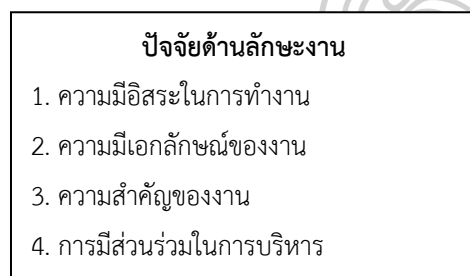 ปัจจัยด้านลักษะงาน
1. ความมีอิสระในการทำงาน
2. ความมีเอกลักษณ์ของงาน
3. ความสำคัญของงาน
4. การมีส่วนร่วมในการบริหาร